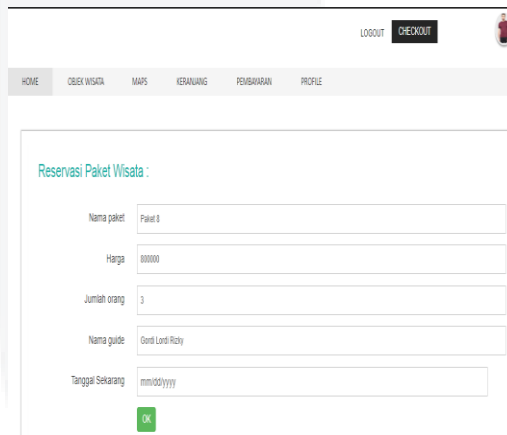 LOGOUT CHECKOUT
HOME OBJEK WISATA MAPS KERANJANG PEMBAYARAN PROFILE
Reservasi Paket Wisata :
Nama paket Paket 8
Harga 800000
Jumlah orang 3
Nama guide Gordi Lordi Rizky
Tanggal Sekarang mm/dd/yyyy
OK